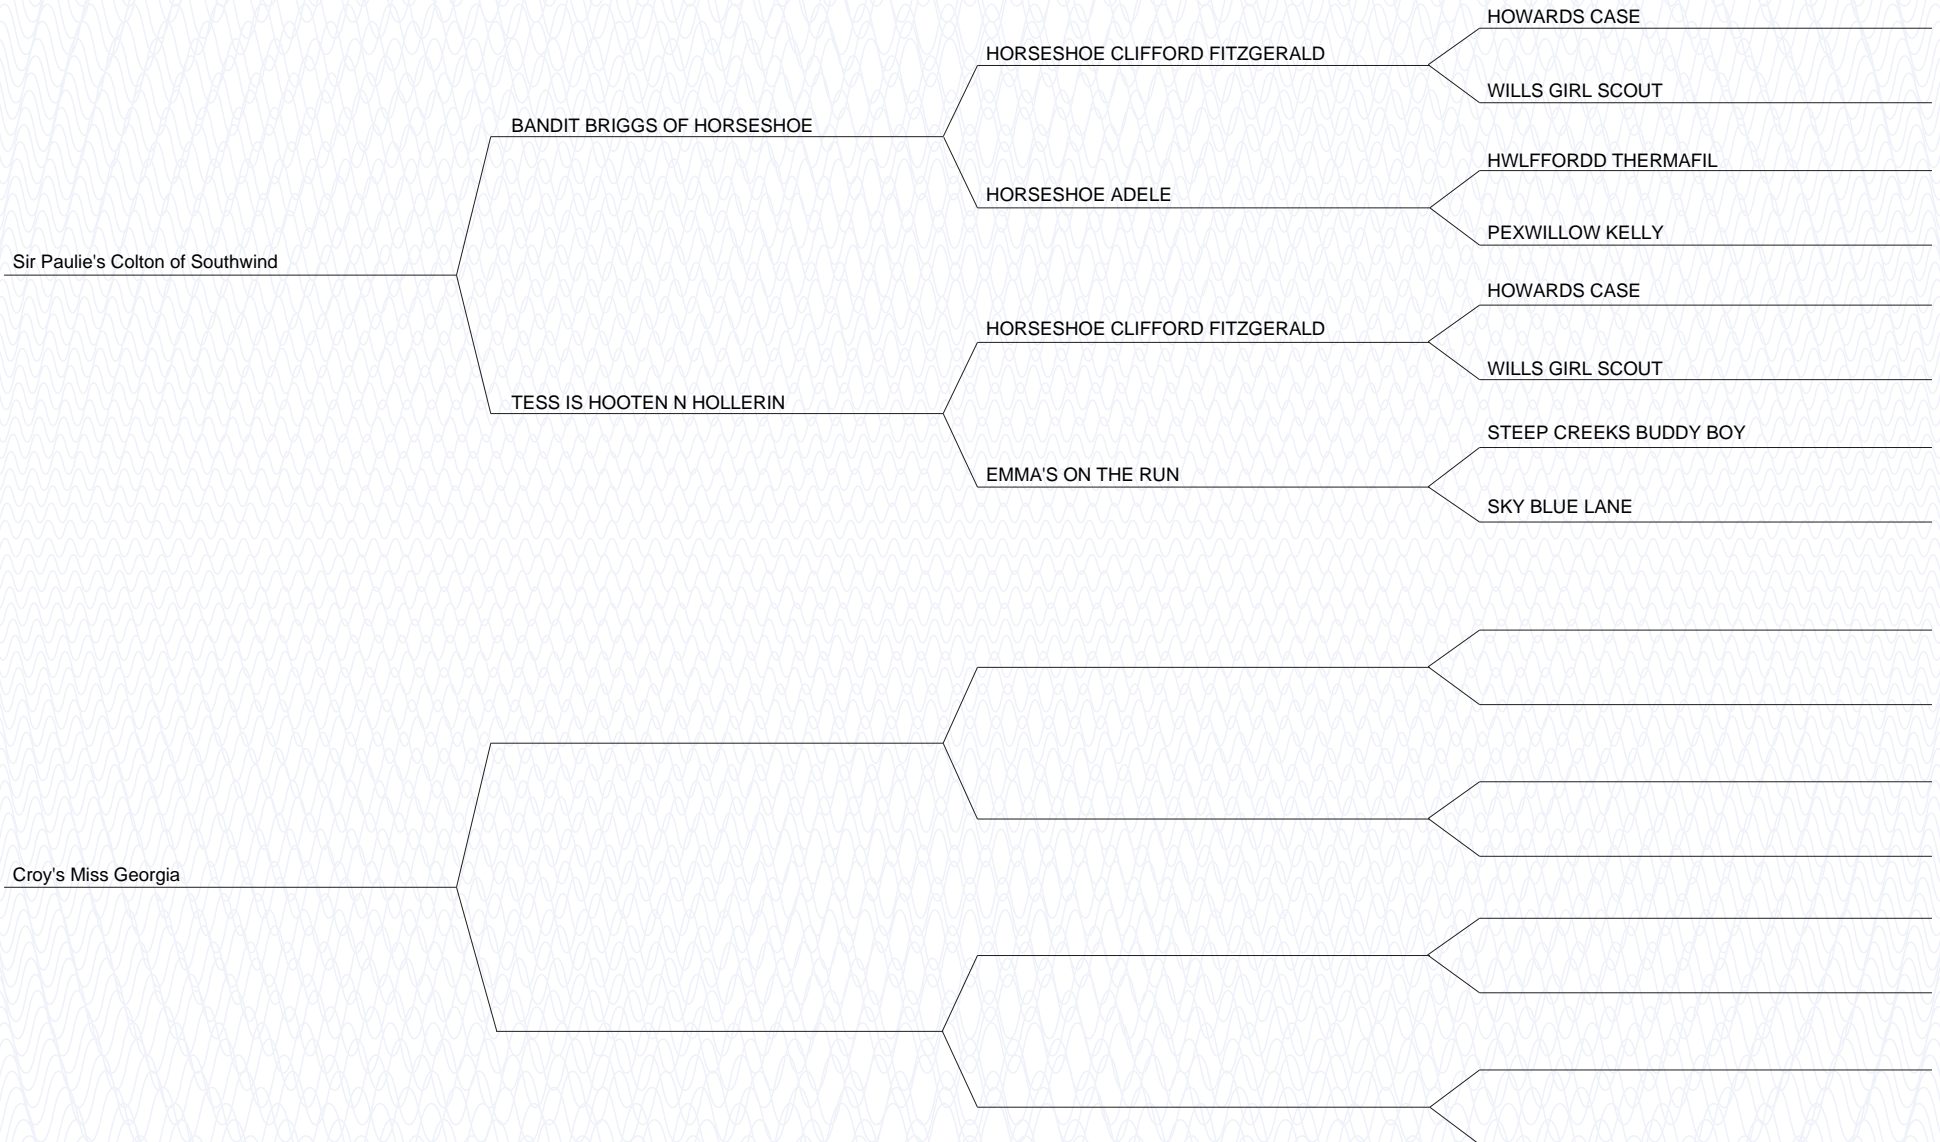 HOWARDS CASE
HORSESHOE CLIFFORD FITZGERALD
WILLS GIRL SCOUT
BANDIT BRIGGS OF HORSESHOE
HWLFFORDD THERMAFIL
HORSESHOE ADELE
PEXWILLOW KELLY
Sir Paulie's Colton of Southwind
HOWARDS CASE
HORSESHOE CLIFFORD FITZGERALD
WILLS GIRL SCOUT
TESS IS HOOTEN N HOLLERIN
STEEP CREEKS BUDDY BOY
EMMA'S ON THE RUN
SKY BLUE LANE
Croy's Miss Georgia